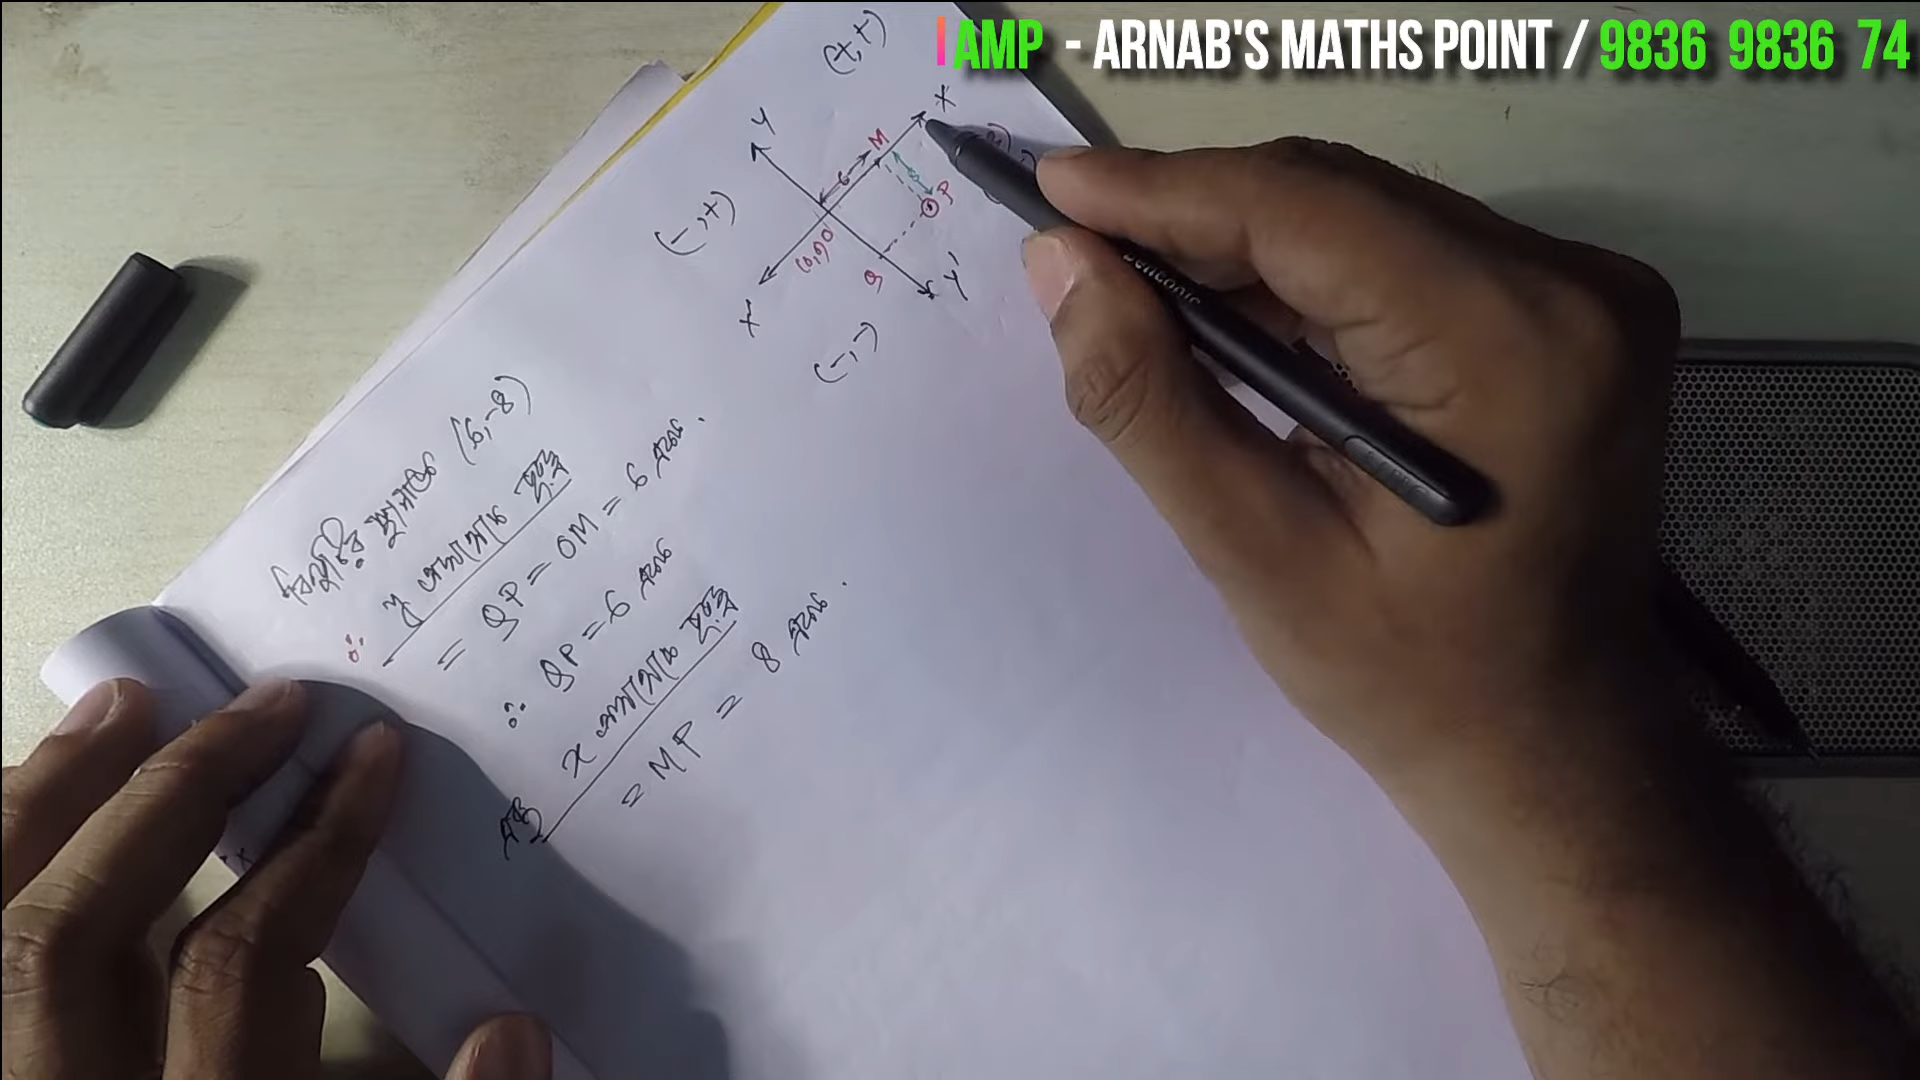 AMP - ARNAB'S MATHS POINT / 9836 9836 74
(+,+)
Y
X
M
6
8
P
(-,+)
(0,0) O
Q
Y'
X'
(-,-)
বিন্দুটির স্থানাঙ্ক (6,-8)
∴ y অক্ষ থেকে দূরত্ব
= QP = OM = 6 একক.
∴ QP = 6 একক
এবং x অক্ষ থেকে দূরত্ব
= MP = 8 একক.